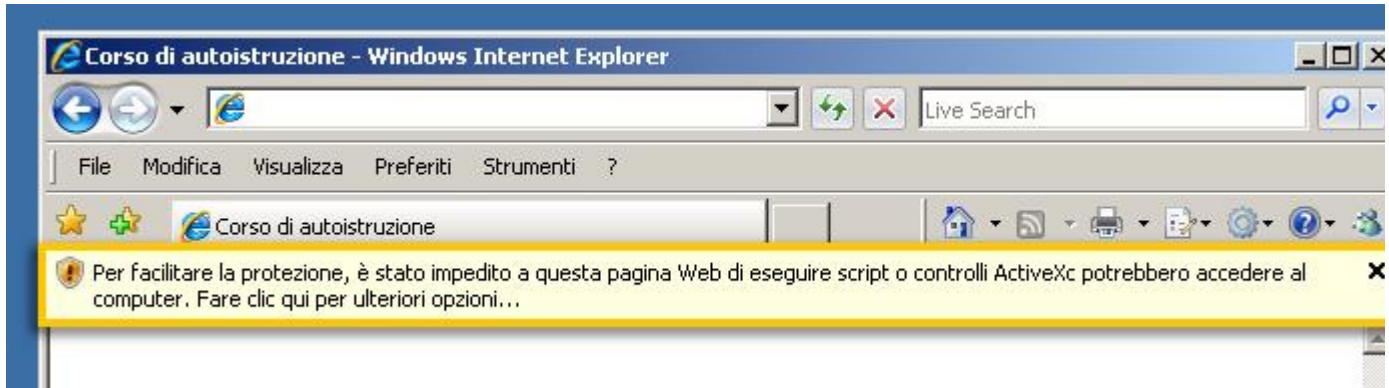 Corso di autoistruzione - Windows Internet Explorer
Live Search
File Modifica Visualizza Preferiti Strumenti ?
Corso di autoistruzione
Per facilitare la protezione, è stato impedito a questa pagina Web di eseguire script o controlli ActiveXc potrebbero accedere al
computer. Fare clic qui per ulteriori opzioni...